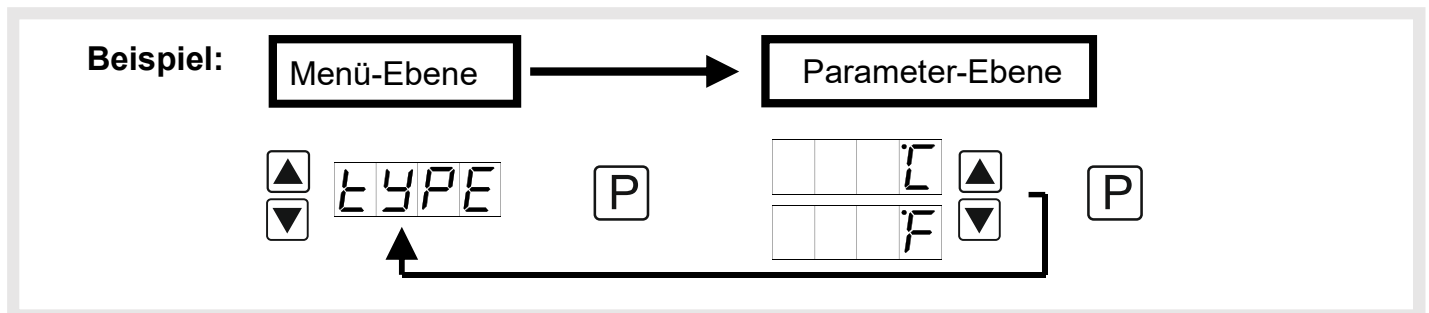 Beispiel:
Menü-Ebene
Parameter-Ebene
tYPE
P
°C
°F
P